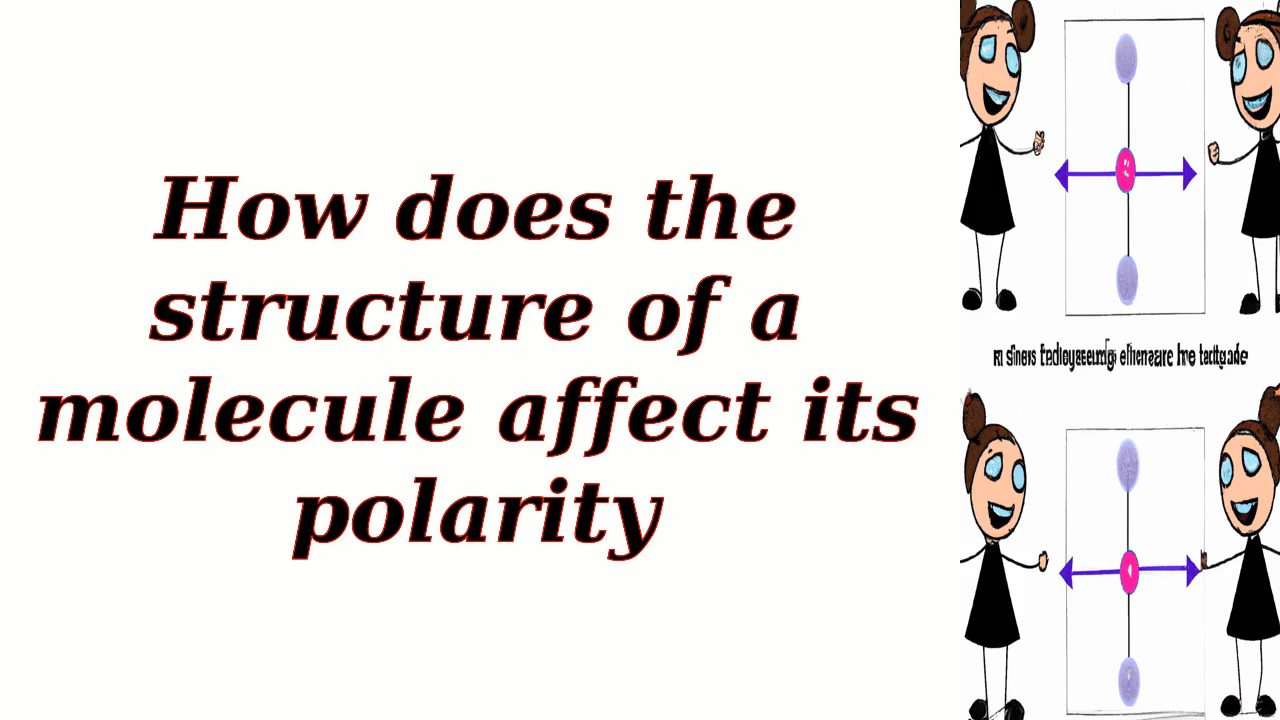 How does the
structure of a
molecule affect its
polarity